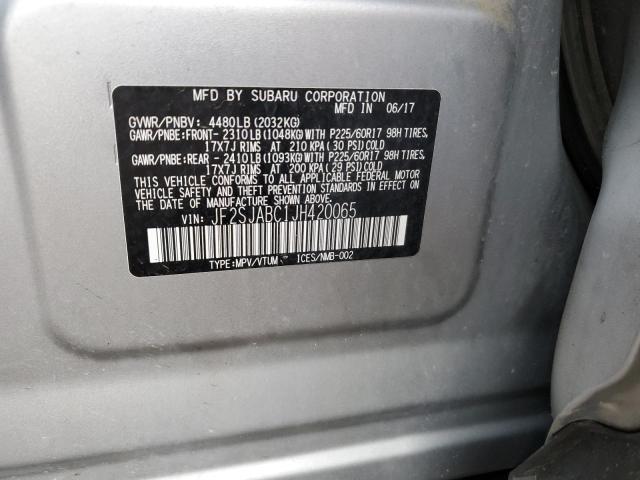 MFD BY SUBARU CORPORATION
MFD IN 06/17
GVWR/PNBV: 4480LB (2032KG)
GAWR/PNBE:FRONT- 2310LB (1048KG) WITH P225/60R17 98H TIRES,
17X7J RIMS AT 210 KPA ( 30 PSI) COLD
GAWR/PNBE:REAR - 2410LB (1093KG) WITH P225/60R17 98H TIRES,
17X7J RIMS AT 200 KPA ( 29 PSI) COLD
THIS VEHICLE CONFORMS TO ALL APPLICABLE FEDERAL MOTOR
VEHICLE SAFETY AND THEFT PREVENTION STANDARDS IN EFFECT ON
THE DATE OF MANUFACTURE SHOWN ABOVE.
VIN: JF2SJABC1JH420065
TYPE:MPV/VTUM ICES/NMB-002